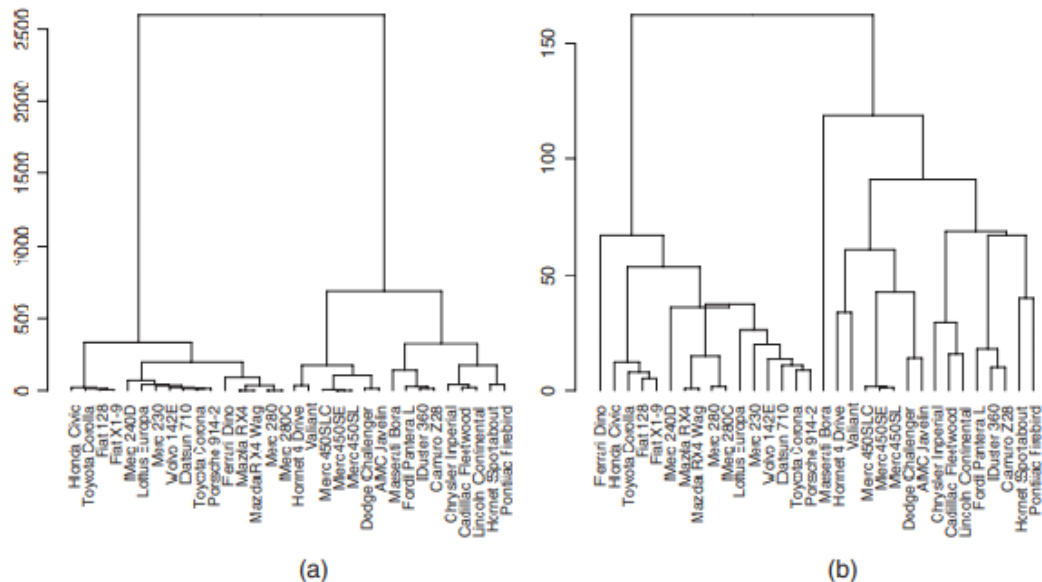 2500
2000
1500
1000
500
0
Honda Civic
Toyota Corolla
Fiat 128
Fiat X1-9
Merc 240D
Lotus Europa
Merc 230
Volvo 142E
Datsun 710
Toyota Corona
Porsche 914-2
Ferrari Dino
Mazda RX4
Mazda RX4 Wag
Merc 280
Merc 280C
Hornet 4 Drive
Valiant
Merc 450SLC
Merc 450SE
Merc 450SL
Dodge Challenger
AMC Javelin
Maserati Bora
Ford Pantera L
Duster 360
Camaro Z28
Chrysler Imperial
Cadillac Fleetwood
Lincoln Continental
Hornet Sportabout
Pontiac Firebird
(a)
150
100
50
0
Ferrari Dino
Honda Civic
Toyota Corolla
Fiat 128
Fiat X1-9
Merc 240D
Mazda RX4
Mazda RX4 Wag
Merc 280
Merc 280C
Lotus Europa
Merc 230
Volvo 142E
Datsun 710
Toyota Corona
Porsche 914-2
Maserati Bora
Hornet 4 Drive
Valiant
Merc 450SLC
Merc 450SE
Merc 450SL
Dodge Challenger
AMC Javelin
Chrysler Imperial
Cadillac Fleetwood
Lincoln Continental
Ford Pantera L
Duster 360
Camaro Z28
Hornet Sportabout
Pontiac Firebird
(b)